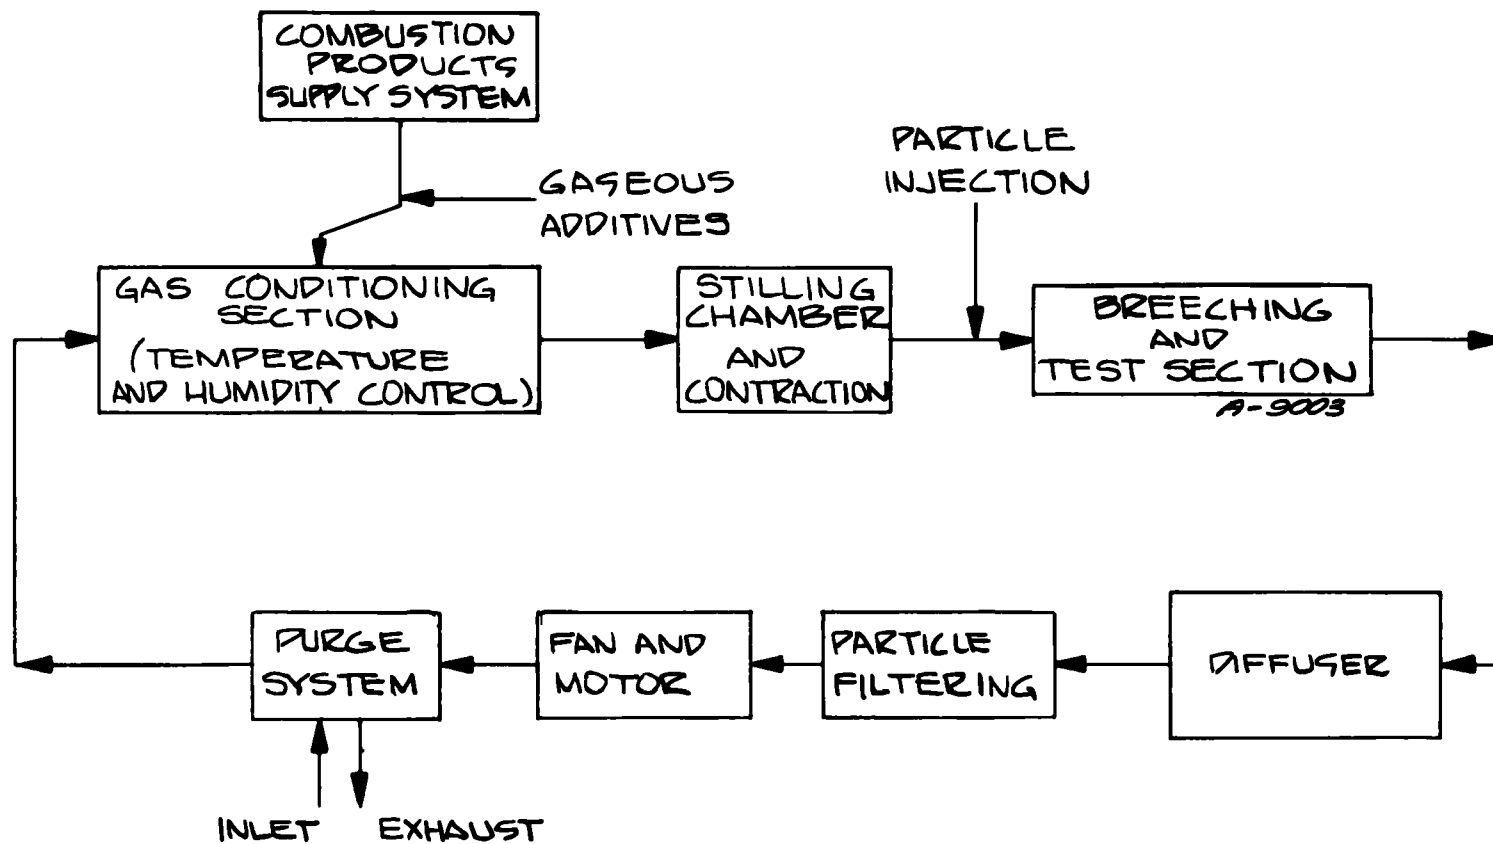 COMBUSTION
PRODUCTS
SUPPLY SYSTEM
GASEOUS
ADDITIVES
PARTICLE
INJECTION
GAS CONDITIONING
SECTION
(TEMPERATURE
AND HUMIDITY CONTROL)
STILLING
CHAMBER
AND
CONTRACTION
BREECHING
AND
TEST SECTION
A-9003
PURGE
SYSTEM
FAN AND
MOTOR
PARTICLE
FILTERING
DIFFUSER
INLET
EXHAUST